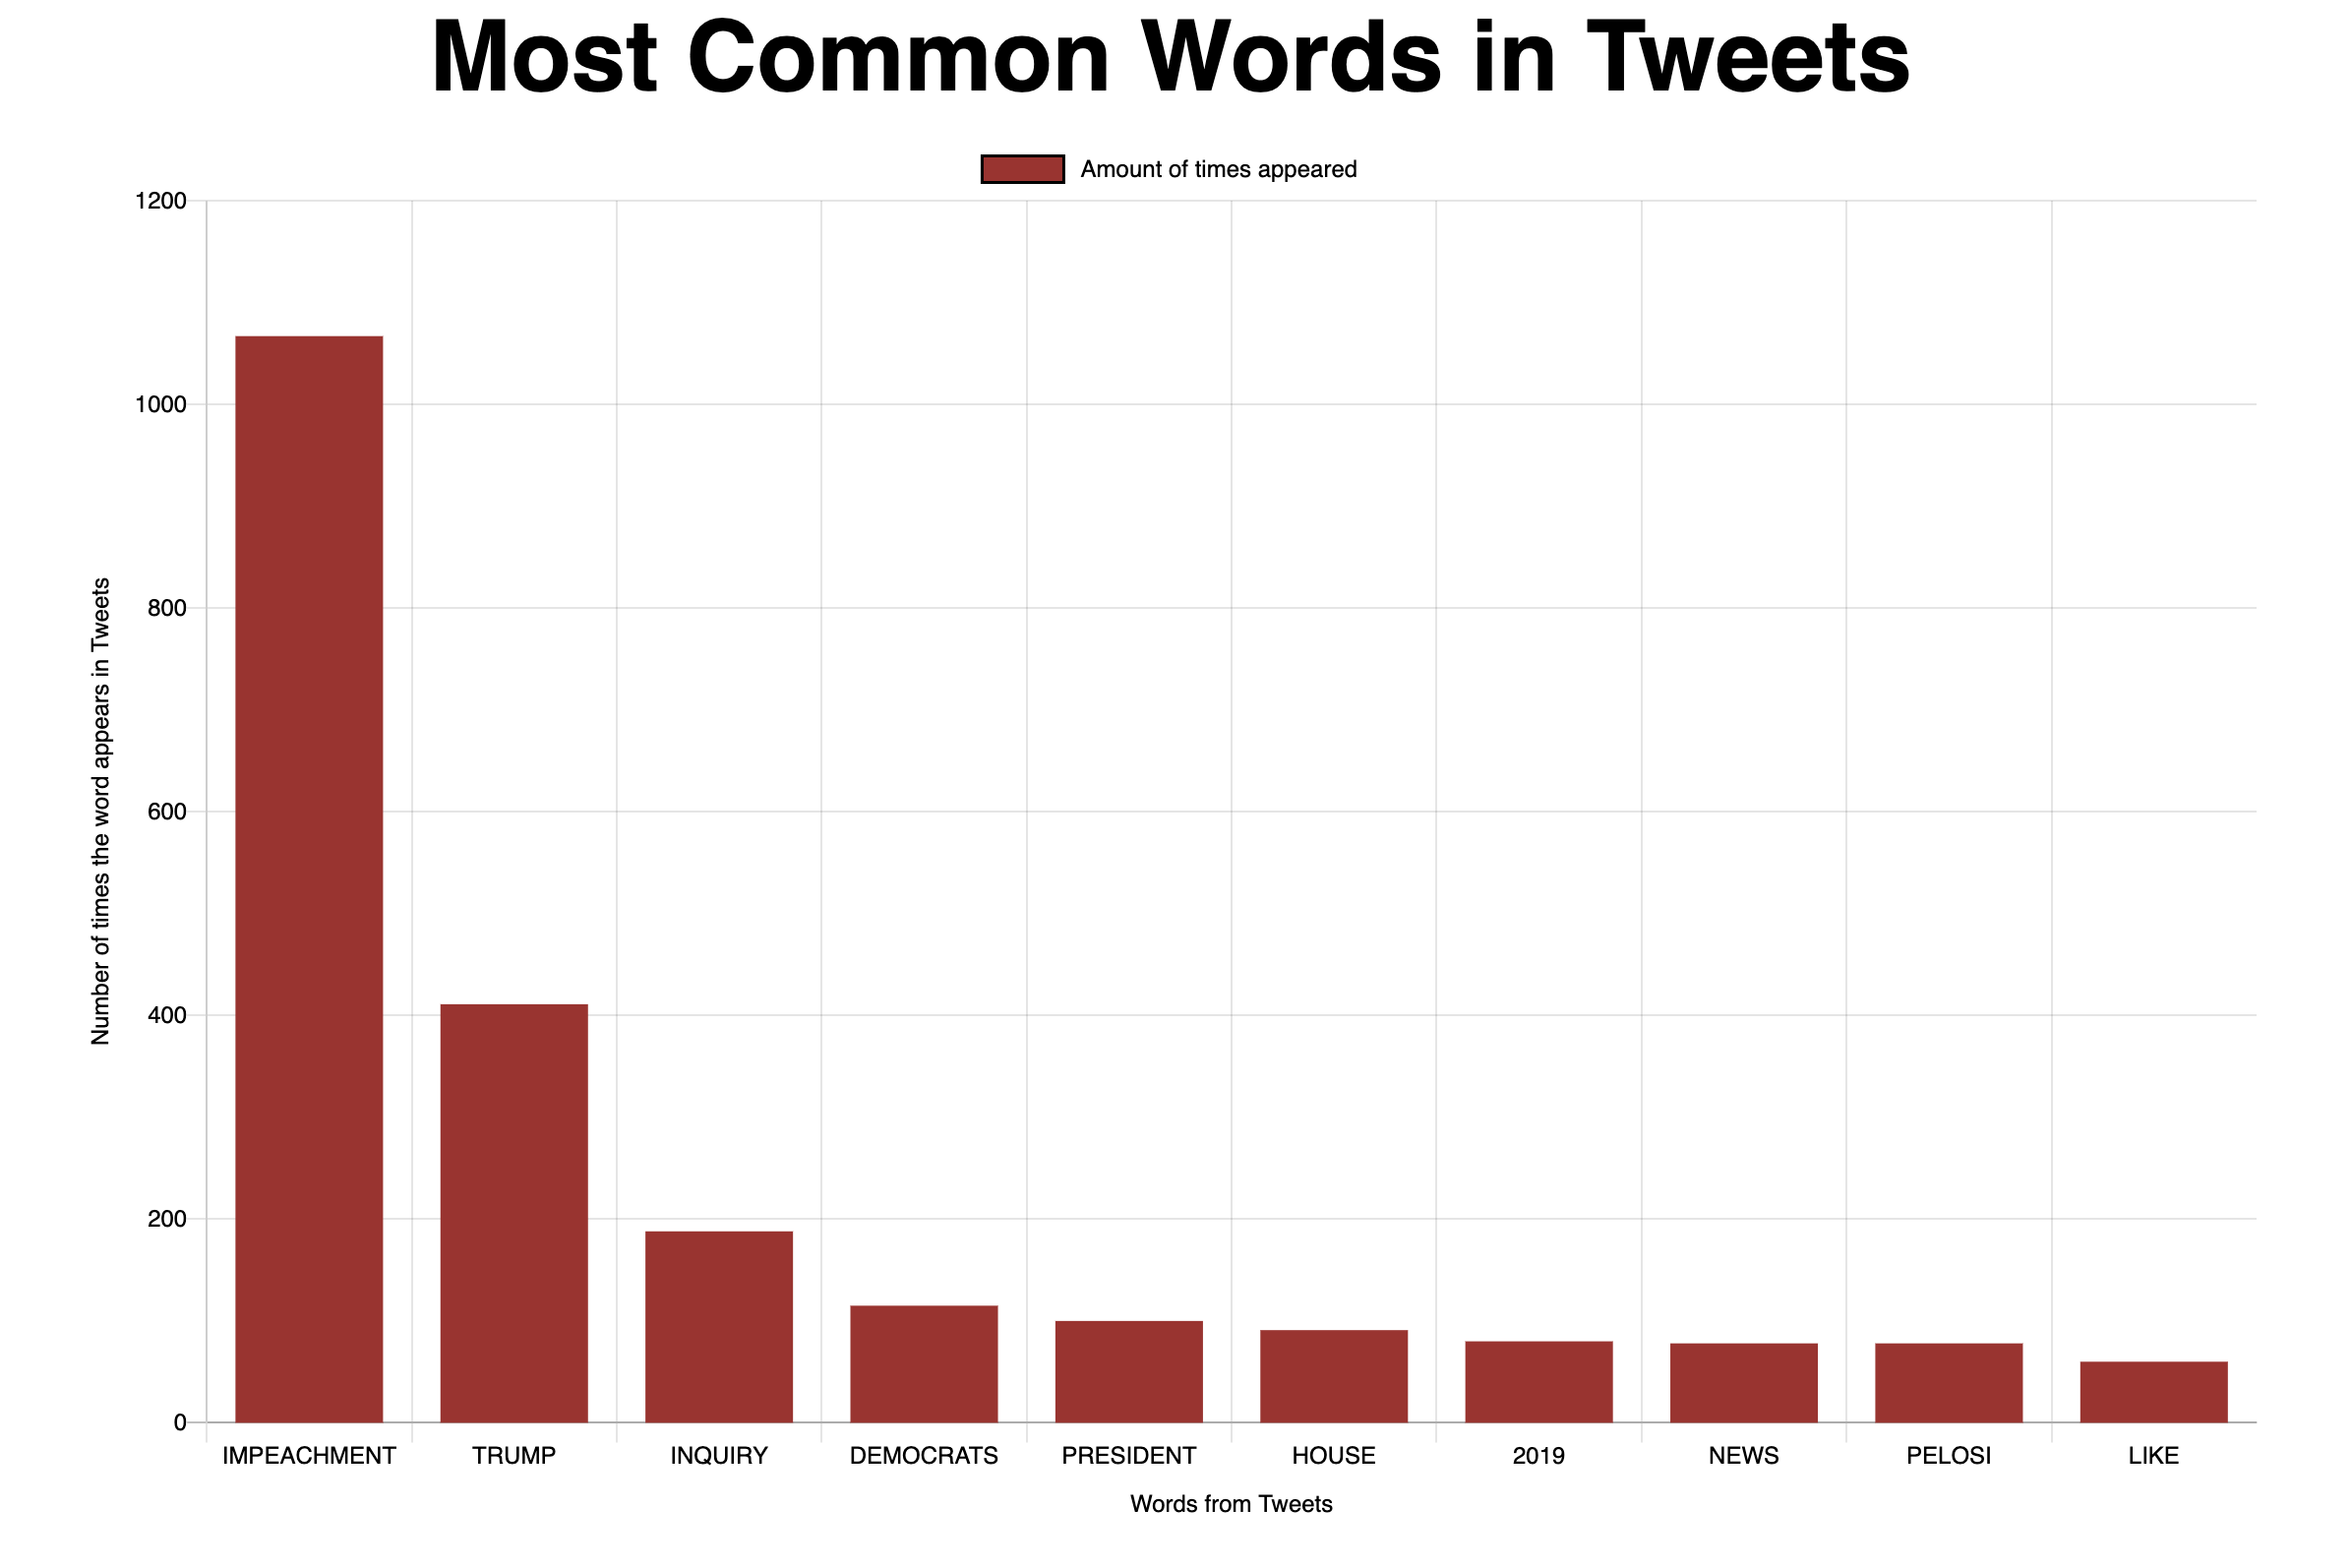 Most Common Words in Tweets
Amount of times appeared
1200
1000
800
600
400
200
0
Number of times the word appears in Tweets
IMPEACHMENT TRUMP INQUIRY DEMOCRATS PRESIDENT HOUSE 2019 NEWS PELOSI LIKE
Words from Tweets